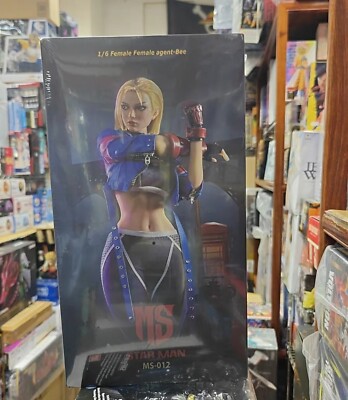 1/6 Female Female agent-Bee
MS
STAR MAN
MS-012